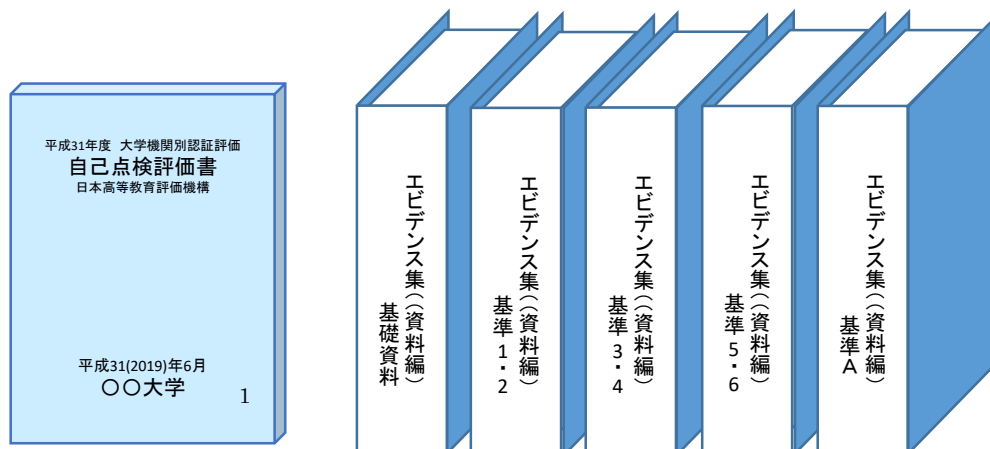 平成31年度 大学機関別認証評価
自己点検評価書
日本高等教育評価機構
平成31(2019)年6月
〇〇大学
1
エビデンス集((資料編)
基礎資料
エビデンス集((資料編)
基準1・2
エビデンス集((資料編)
基準3・4
エビデンス集((資料編)
基準5・6
エビデンス集((資料編)
基準A